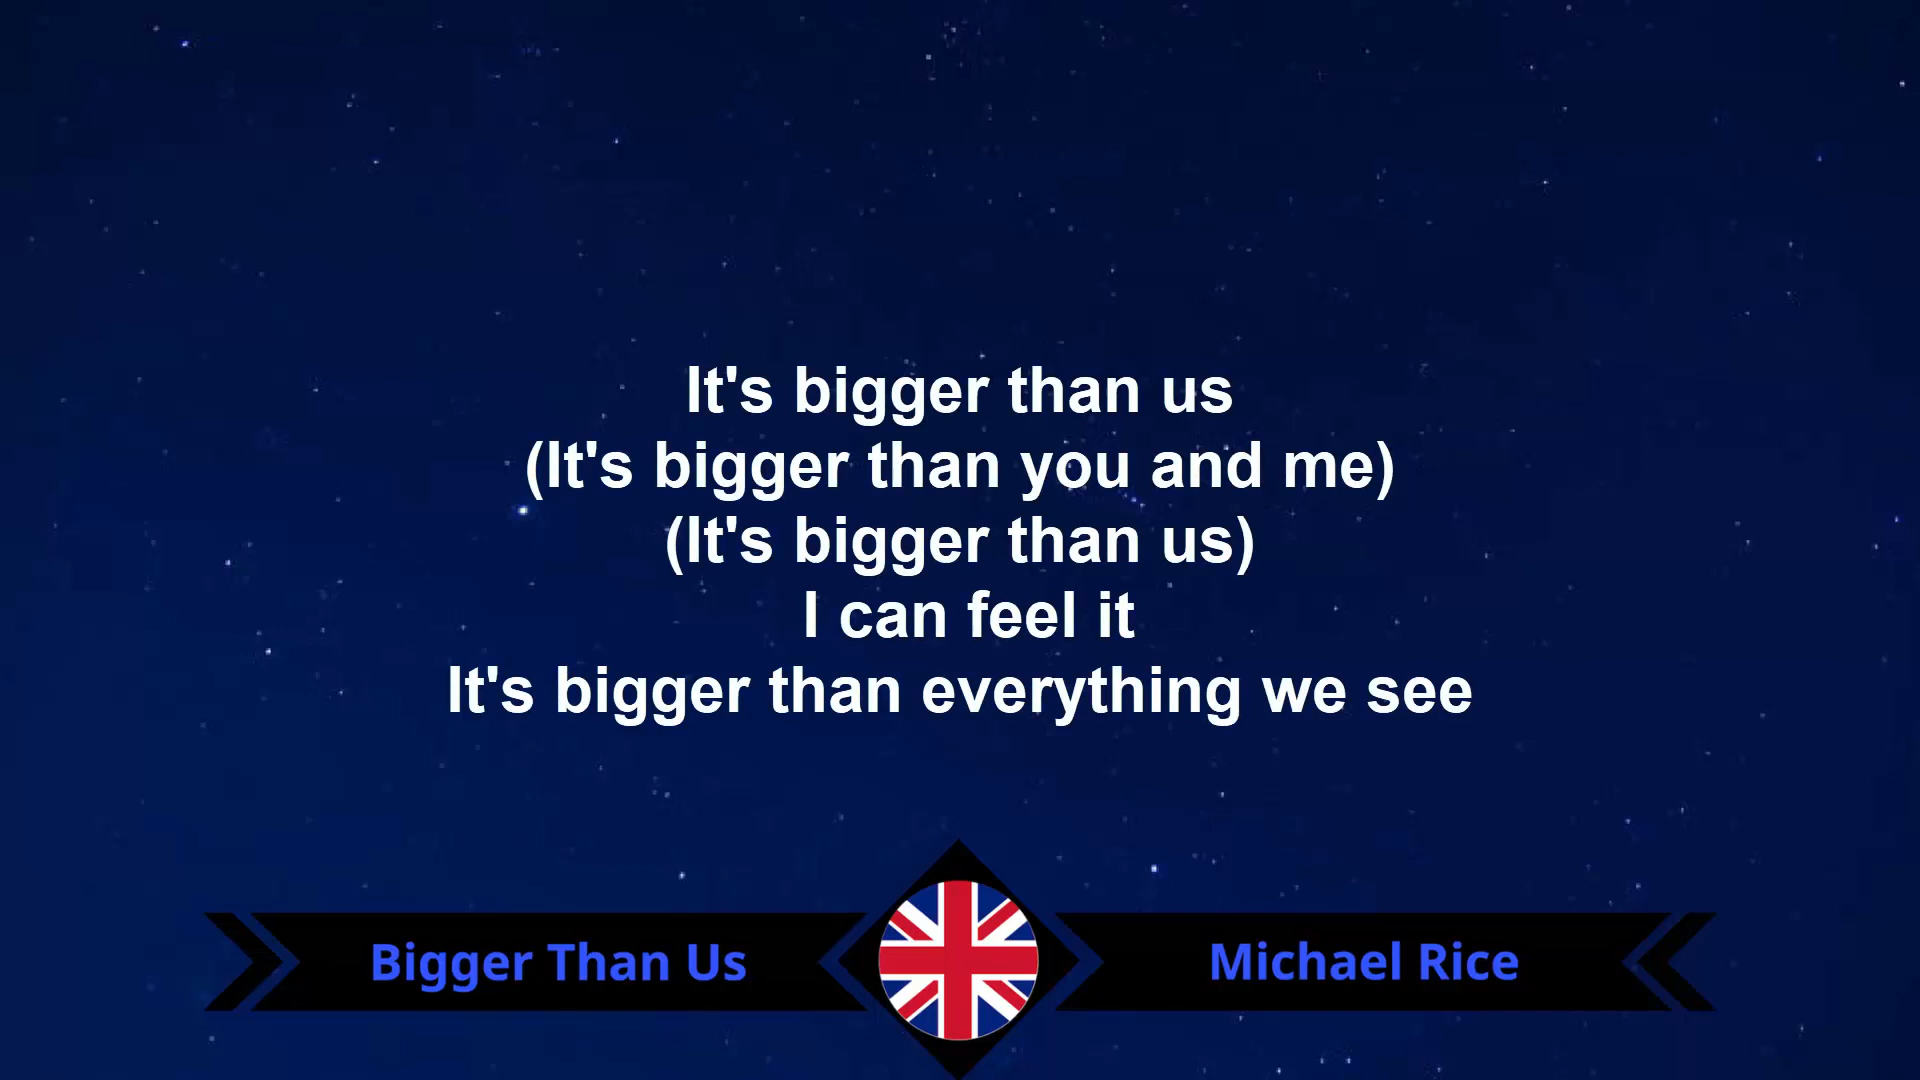 It's bigger than us
(It's bigger than you and me)
(It's bigger than us)
I can feel it
It's bigger than everything we see
Bigger Than Us
Michael Rice